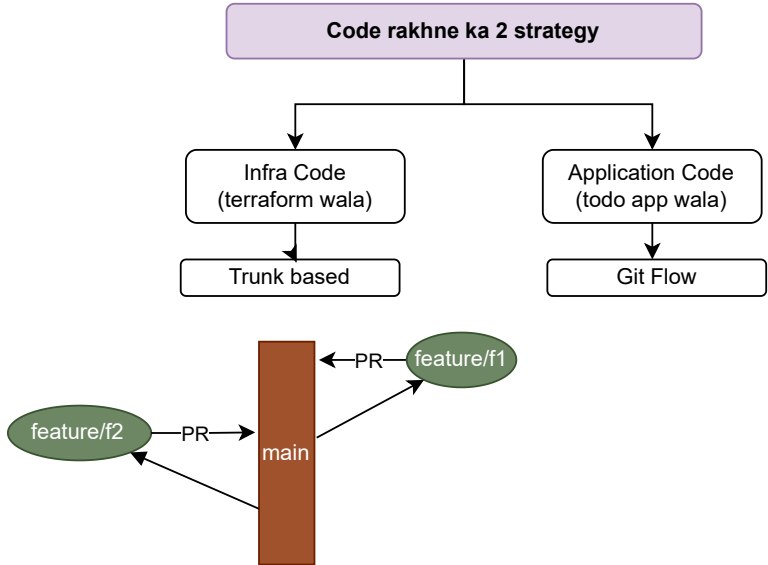 Code rakhne ka 2 strategy
Infra Code
(terraform wala)
Application Code
(todo app wala)
Trunk based
Git Flow
PR
feature/f1
feature/f2
PR
main